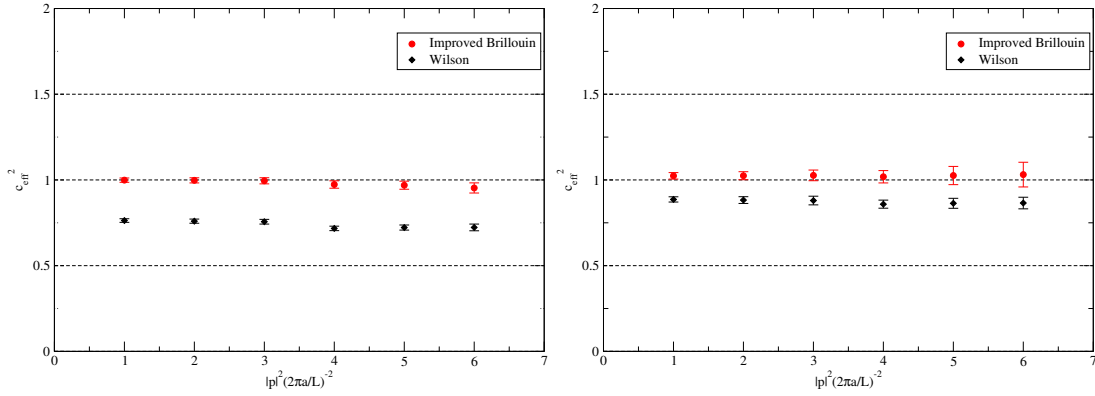 2
1.5
1
0.5
0
c_eff^2
Improved Brillouin
Wilson
0 1 2 3 4 5 6 7
|p|^2(2πa/L)^-2
2
1.5
1
0.5
0
c_eff^2
Improved Brillouin
Wilson
0 1 2 3 4 5 6 7
|p|^2(2πa/L)^-2